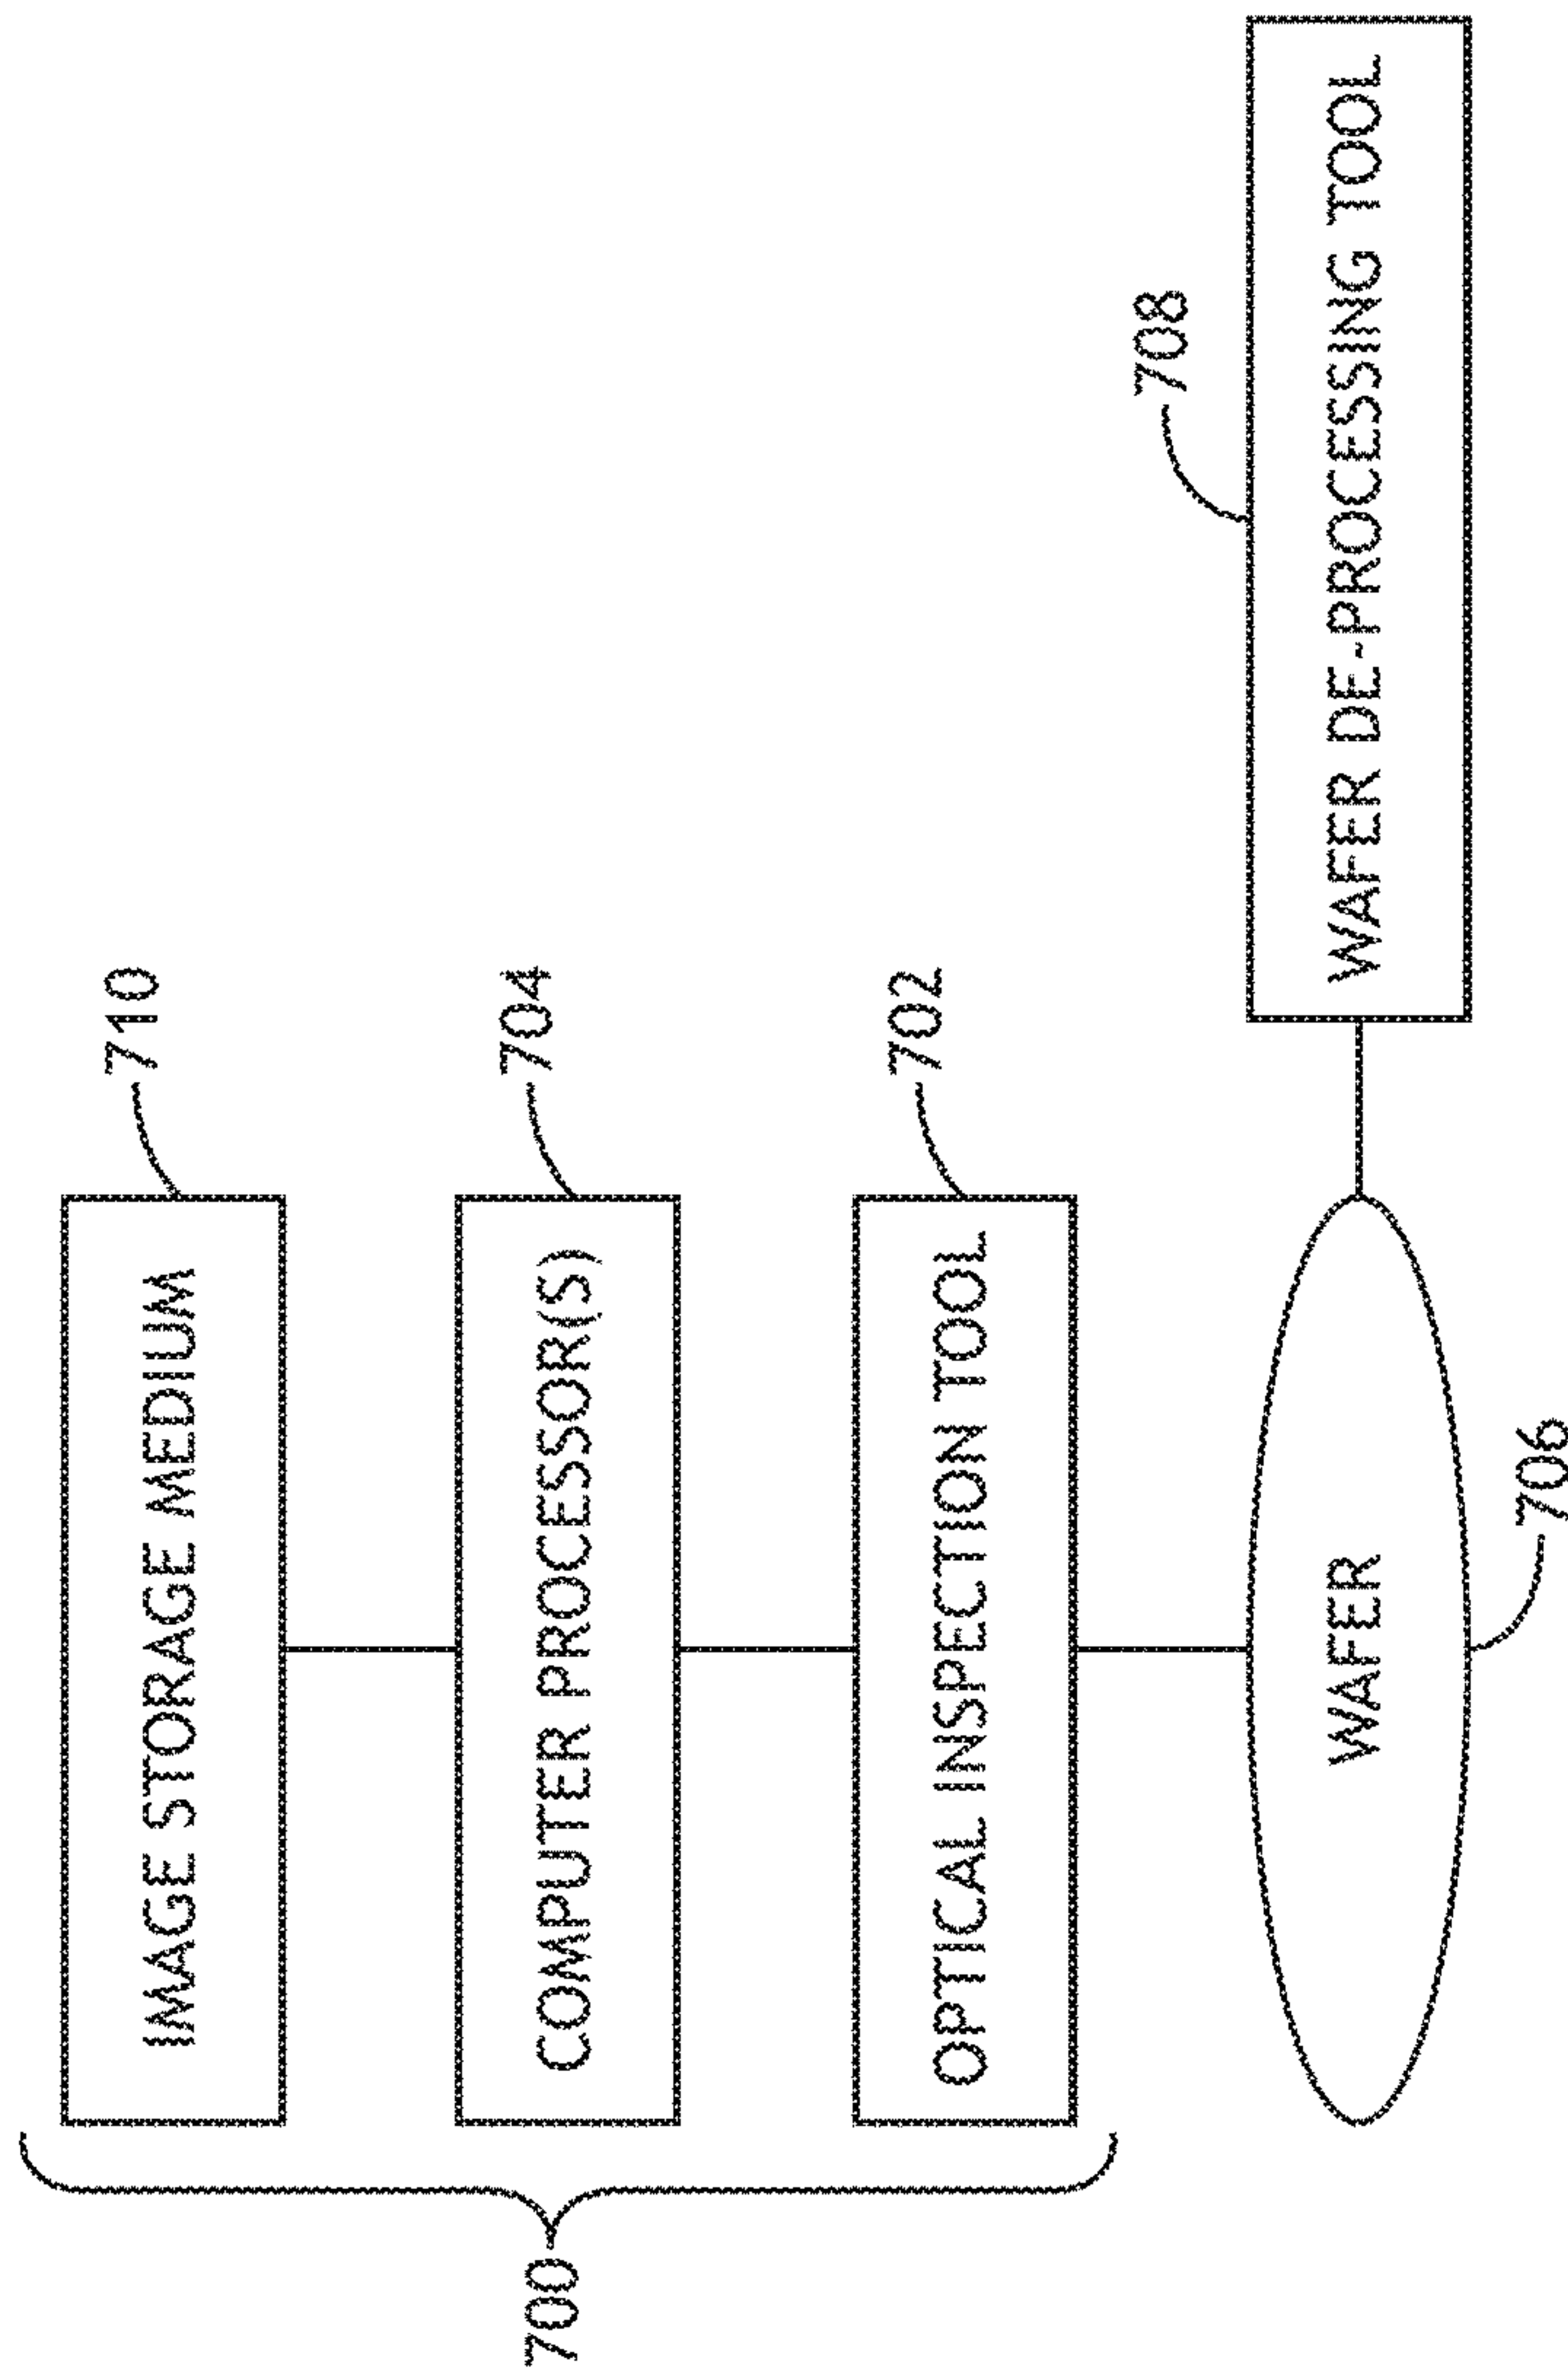 710
IMAGE STORAGE MEDIUM
704
COMPUTER PROCESSOR(S)
700
702
OPTICAL INSPECTION TOOL
708
WAFER
WAFER DE-PROCESSING TOOL
706